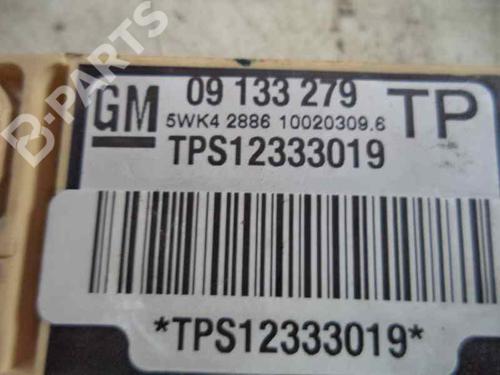 B-PARTS
GM
09 133 279
TP
5WK4 2886 10020309.6
TPS12333019
*TPS12333019*